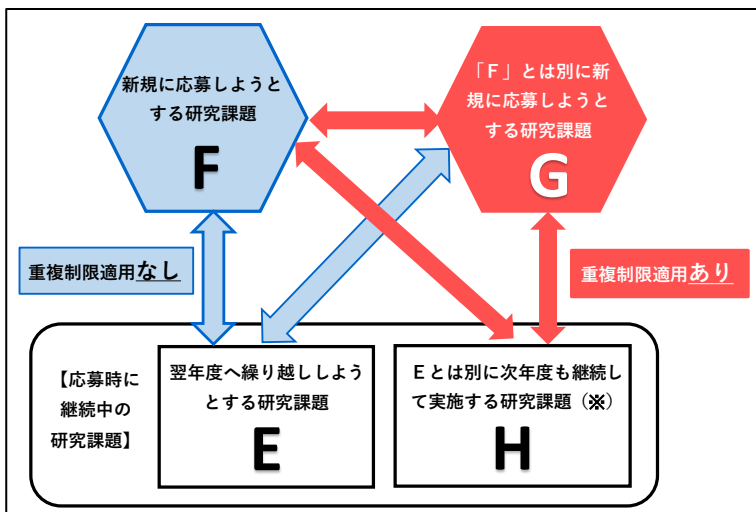 新規に応募しようと
する研究課題
F
「F」とは別に新
規に応募しようと
する研究課題
G
重複制限適用なし
重複制限適用あり
【応募時に
継続中の
研究課題】
翌年度へ繰り越ししよう
とする研究課題
E
Eとは別に次年度も継続し
て実施する研究課題（※）
H